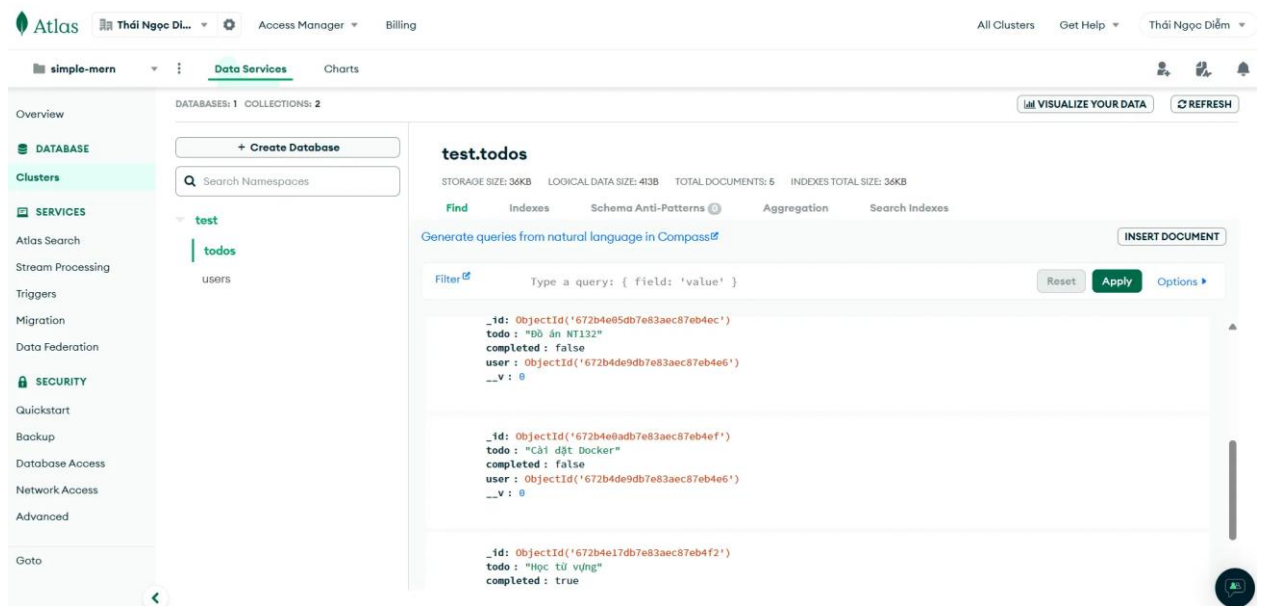 Atlas
Thái Ngọc Di...
Access Manager
Billing
All Clusters
Get Help
Thái Ngọc Diễm
simple-mern
Data Services
Charts
Overview
DATABASE
Clusters
SERVICES
Atlas Search
Stream Processing
Triggers
Migration
Data Federation
SECURITY
Quickstart
Backup
Database Access
Network Access
Advanced
Goto
DATABASES: 1 COLLECTIONS: 2
VISUALIZE YOUR DATA
REFRESH
+ Create Database
Search Namespaces
test
todos
users
test.todos
STORAGE SIZE: 36KB LOGICAL DATA SIZE: 413B TOTAL DOCUMENTS: 5 INDEXES TOTAL SIZE: 36KB
Find Indexes Schema Anti-Patterns 0 Aggregation Search Indexes
Generate queries from natural language in Compass
INSERT DOCUMENT
Filter
Type a query: { field: 'value' }
Reset
Apply
Options
_id: ObjectId('672b4e05db7e83aec87eb4ec')
todo : "Đồ án NT132"
completed : false
user : ObjectId('672b4de9db7e83aec87eb4e6')
__v : 0
_id: ObjectId('672b4e0adb7e83aec87eb4ef')
todo : "Cài dặt Docker"
completed : false
user : ObjectId('672b4de9db7e83aec87eb4e6')
__v : 0
_id: ObjectId('672b4e17db7e83aec87eb4f2')
todo : "Học từ vựng"
completed : true